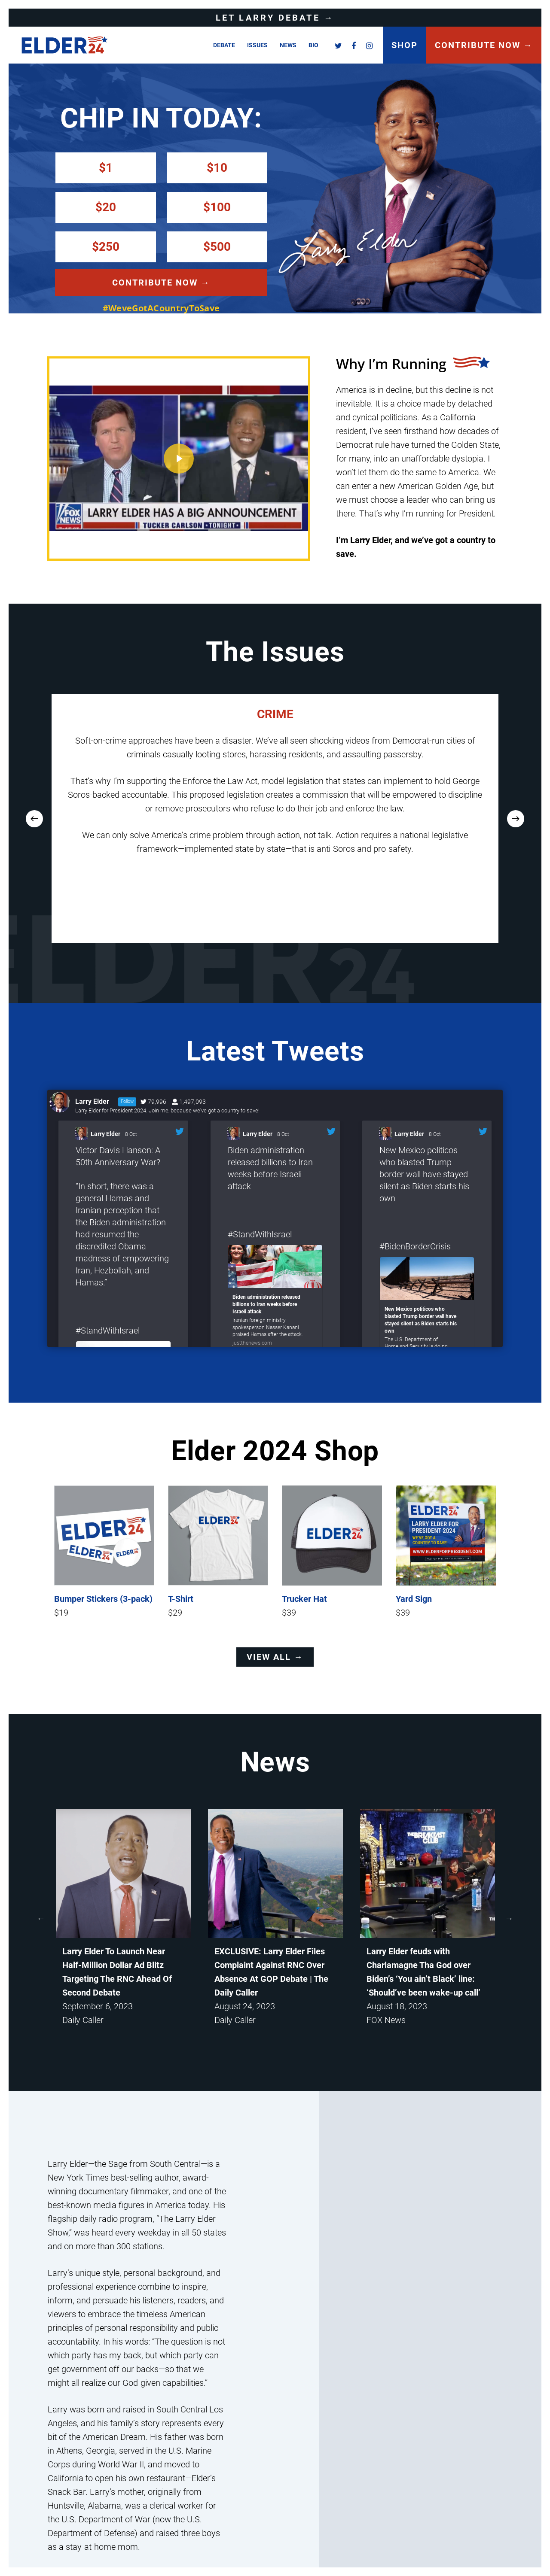 LET LARRY DEBATE →
ELDER 24
DEBATE ISSUES NEWS BIO
SHOP
CONTRIBUTE NOW →
CHIP IN TODAY:
$1 $10
$20 $100
$250 $500
CONTRIBUTE NOW →
#WeveGotACountryToSave
Larry Elder
Why I'm Running
America is in decline, but this decline is not
inevitable. It is a choice made by detached
and cynical politicians. As a California
resident, I've seen firsthand how decades of
Democrat rule have turned the Golden State,
for many, into an unaffordable dystopia. I
won't let them do the same to America. We
can enter a new American Golden Age, but
we must choose a leader who can bring us
there. That's why I'm running for President.
I'm Larry Elder, and we've got a country to
save.
FOX NEWS
LARRY ELDER HAS A BIG ANNOUNCEMENT
TUCKER CARLSON TONIGHT
The Issues
CRIME
Soft-on-crime approaches have been a disaster. We've all seen shocking videos from Democrat-run cities of
criminals casually looting stores, harassing residents, and assaulting passersby.
That's why I'm supporting the Enforce the Law Act, model legislation that states can implement to hold George
Soros-backed accountable. This proposed legislation creates a commission that will be empowered to discipline
or remove prosecutors who refuse to do their job and enforce the law.
We can only solve America's crime problem through action, not talk. Action requires a national legislative
framework—implemented state by state—that is anti-Soros and pro-safety.
ELDER24
Latest Tweets
Larry Elder Follow 79,996 1,497,093
Larry Elder for President 2024. Join me, because we've got a country to save!
Larry Elder 8 Oct
Victor Davis Hanson: A
50th Anniversary War?
"In short, there was a
general Hamas and
Iranian perception that
the Biden administration
had resumed the
discredited Obama
madness of empowering
Iran, Hezbollah, and
Hamas."
#StandWithIsrael
Larry Elder 8 Oct
Biden administration
released billions to Iran
weeks before Israeli
attack
#StandWithIsrael
Biden administration released
billions to Iran weeks before
Israeli attack
Iranian foreign ministry
spokesperson Nasser Kanani
praised Hamas after the attack.
justthenews.com
Larry Elder 8 Oct
New Mexico politicos
who blasted Trump
border wall have stayed
silent as Biden starts his
own
#BidenBorderCrisis
New Mexico politicos who
blasted Trump border wall have
stayed silent as Biden starts his
own
The U.S. Department of
Homeland Security is doing
Elder 2024 Shop
ELDER 24
ELDER 24
ELDER 24
ELDER 24
ELDER 24
ELDER 24
LARRY ELDER FOR
PRESIDENT 2024
WE'VE GOT A
COUNTRY TO SAVE!
WWW.ELDERFORPRESIDENT.COM
Bumper Stickers (3-pack)
$19
T-Shirt
$29
Trucker Hat
$39
Yard Sign
$39
VIEW ALL →
News
THE BREAKFAST
CLUB
Larry Elder To Launch Near
Half-Million Dollar Ad Blitz
Targeting The RNC Ahead Of
Second Debate
September 6, 2023
Daily Caller
EXCLUSIVE: Larry Elder Files
Complaint Against RNC Over
Absence At GOP Debate | The
Daily Caller
August 24, 2023
Daily Caller
Larry Elder feuds with
Charlamagne Tha God over
Biden's 'You ain't Black' line:
'Should've been wake-up call'
August 18, 2023
FOX News
Larry Elder—the Sage from South Central—is a
New York Times best-selling author, award-
winning documentary filmmaker, and one of the
best-known media figures in America today. His
flagship daily radio program, "The Larry Elder
Show," was heard every weekday in all 50 states
and on more than 300 stations.
Larry's unique style, personal background, and
professional experience combine to inspire,
inform, and persuade his listeners, readers, and
viewers to embrace the timeless American
principles of personal responsibility and public
accountability. In his words: "The question is not
which party has my back, but which party can
get government off our backs—so that we
might all realize our God-given capabilities."
Larry was born and raised in South Central Los
Angeles, and his family's story represents every
bit of the American Dream. His father was born
in Athens, Georgia, served in the U.S. Marine
Corps during World War II, and moved to
California to open his own restaurant—Elder's
Snack Bar. Larry's mother, originally from
Huntsville, Alabama, was a clerical worker for
the U.S. Department of War (now the U.S.
Department of Defense) and raised three boys
as a stay-at-home mom.